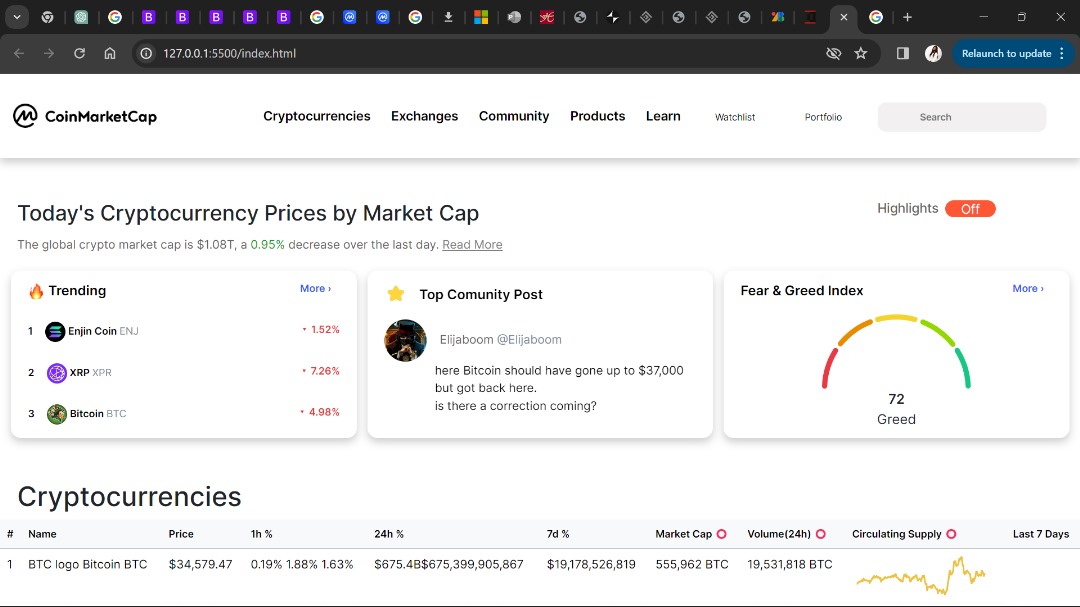 127.0.0.1:5500/index.html
Relaunch to update
CoinMarketCap
Cryptocurrencies Exchanges Community Products Learn Watchlist Portfolio Search
Today's Cryptocurrency Prices by Market Cap
Highlights Off
The global crypto market cap is $1.08T, a 0.95% decrease over the last day. Read More
Trending More ›
1 Enjin Coin ENJ 1.52%
2 XRP XPR 7.26%
3 Bitcoin BTC 4.98%
Top Comunity Post
Elijaboom @Elijaboom
here Bitcoin should have gone up to $37,000
but got back here.
is there a correction coming?
Fear & Greed Index More ›
72
Greed
Cryptocurrencies
# Name Price 1h % 24h % 7d % Market Cap Volume(24h) Circulating Supply Last 7 Days
1 BTC logo Bitcoin BTC $34,579.47 0.19% 1.88% 1.63% $675.4B$675,399,905,867 $19,178,526,819 555,962 BTC 19,531,818 BTC